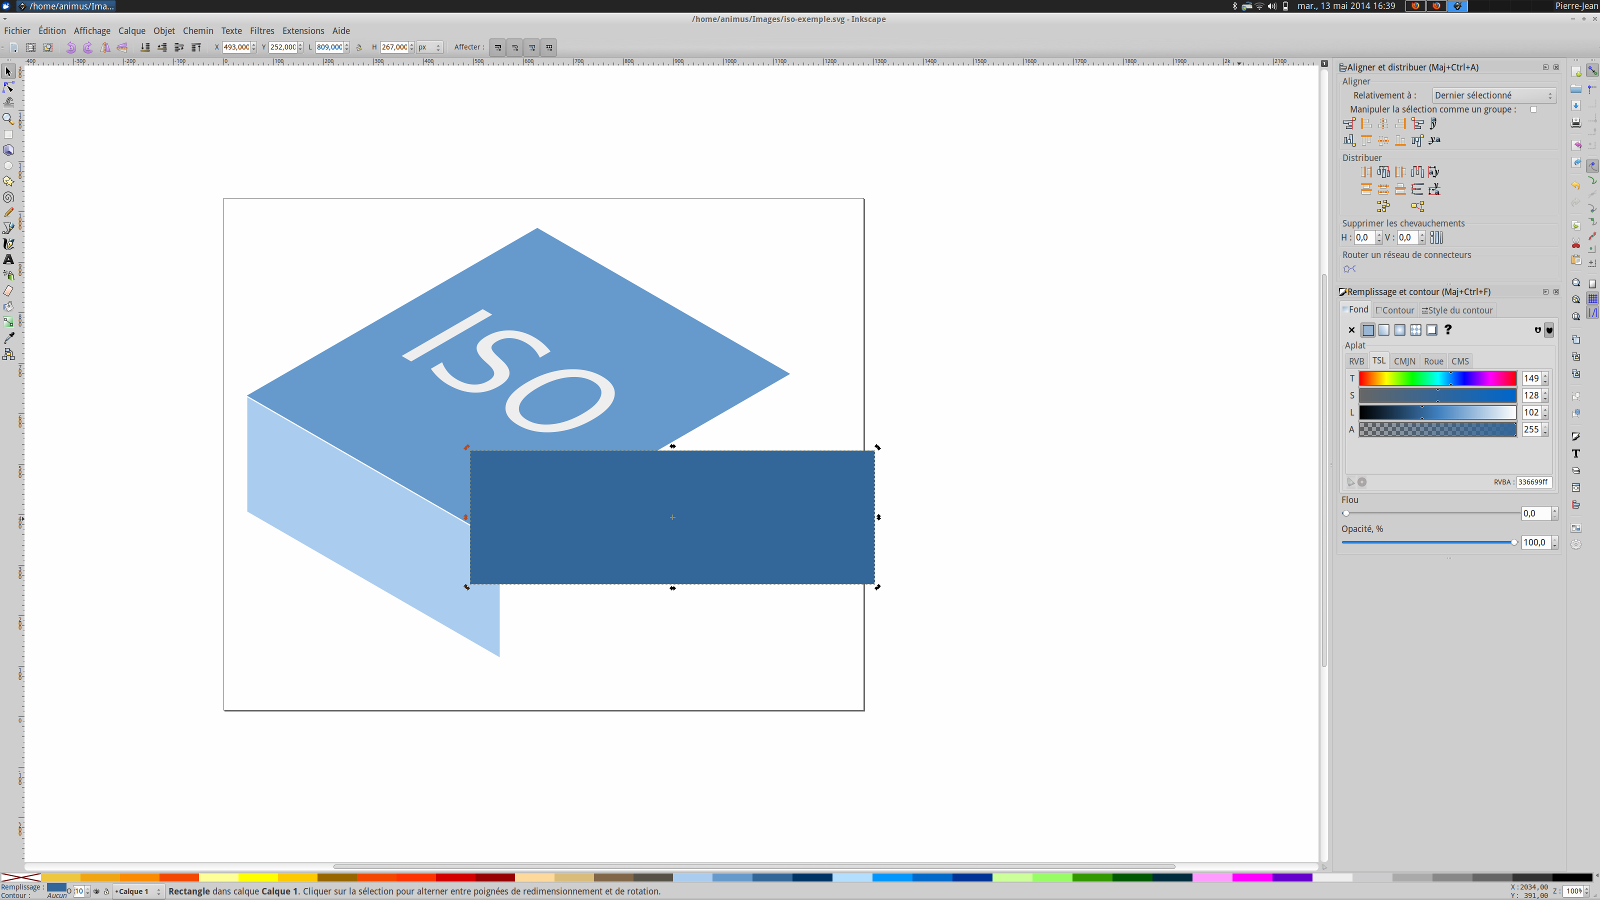 /home/animus/Ima...
mar., 13 mai 2014 16:39
Pierre-Jean
/home/animus/Images/iso-exemple.svg - Inkscape
Fichier Édition Affichage Calque Objet Chemin Texte Filtres Extensions Aide
X 493,000 Y 252,000 L 809,000 H 267,000 px Affecter :
Aligner et distribuer (Maj+Ctrl+A)
Aligner
Relativement à : Dernier sélectionné
Manipuler la sélection comme un groupe :
Distribuer
Supprimer les chevauchements
H : 0,0 V : 0,0
Router un réseau de connecteurs
Remplissage et contour (Maj+Ctrl+F)
Fond Contour Style du contour
Aplat
RVB TSL CMJN Roue CMS
T 149
S 128
L 102
A 255
RVBA : 336699ff
Flou
0,0
Opacité, %
100,0
ISO
Remplissage :
Contour : Aucun
O :
Calque 1
Rectangle dans calque Calque 1. Cliquer sur la sélection pour alterner entre poignées de redimensionnement et de rotation.
X :2034,00
Y : 391,00
Z : 100%